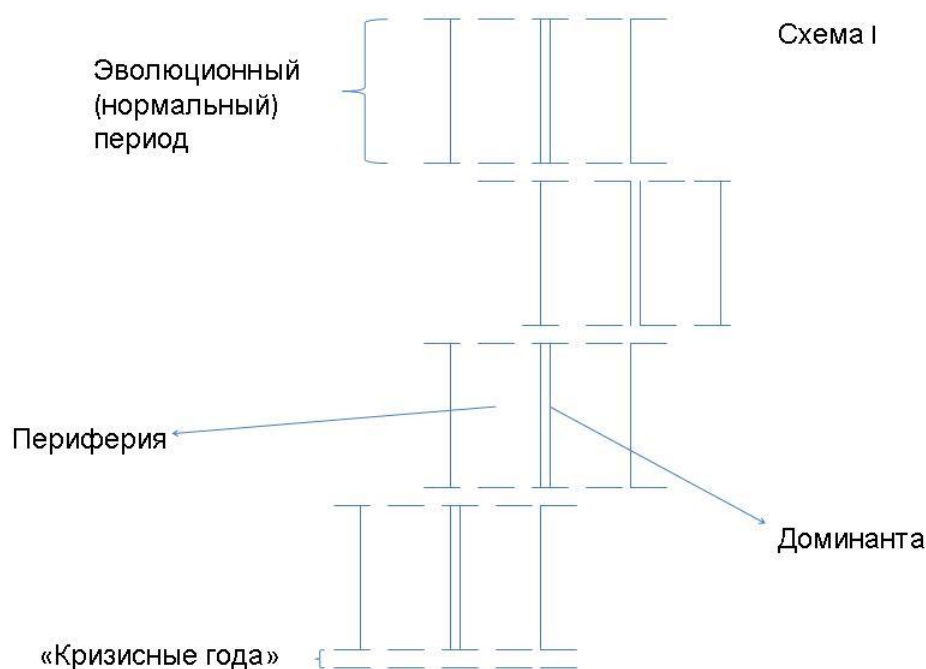 Схема I
Эволюционный
(нормальный)
период
Периферия
Доминанта
«Кризисные года»